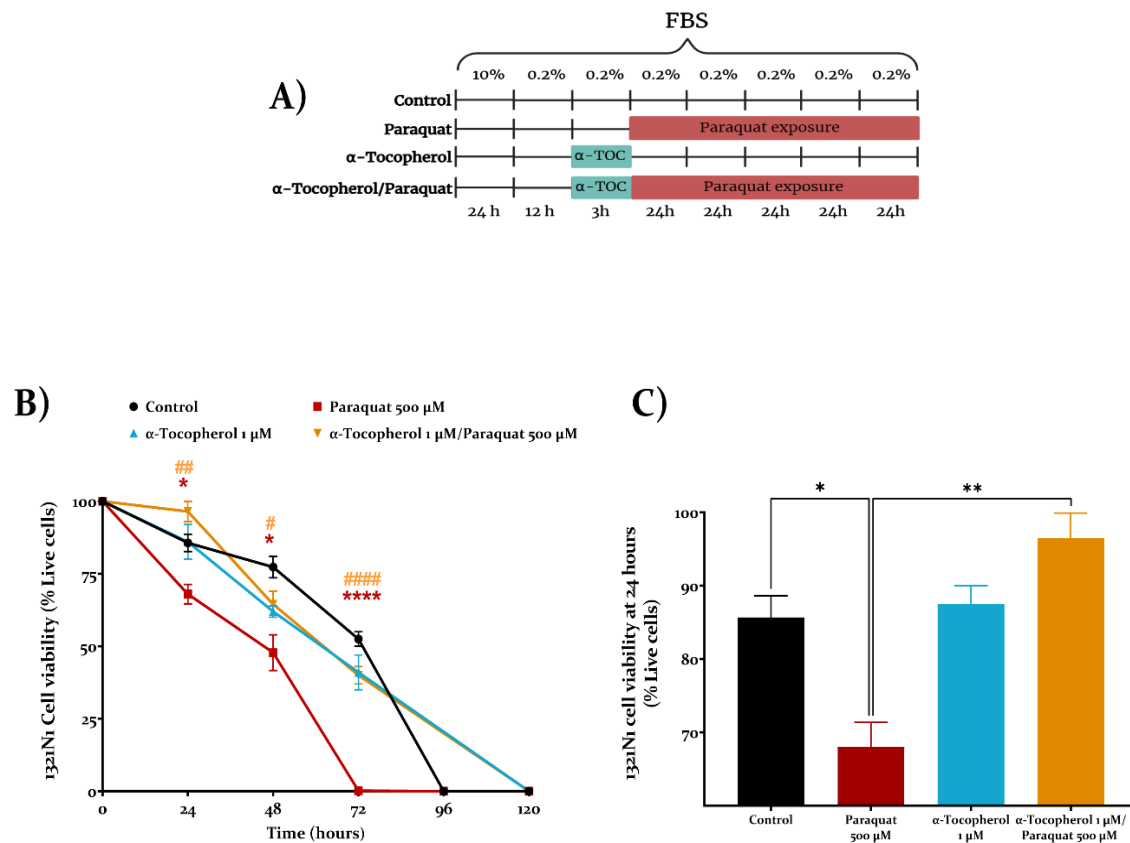 FBS
10% 0.2% 0.2% 0.2% 0.2% 0.2% 0.2% 0.2%
A)
Control
Paraquat Paraquat exposure
α-Tocopherol α-TOC
α-Tocopherol/Paraquat α-TOC Paraquat exposure
24 h 12 h 3h 24h 24h 24h 24h 24h
B)
Control Paraquat 500 µM
α-Tocopherol 1 µM α-Tocopherol 1 µM/Paraquat 500 µM
1321N1 Cell viability (% Live cells)
100
75
50
25
0
##
*
#
*
####
****
0 24 48 72 96 120
Time (hours)
C)
1321N1 cell viability at 24 hours
(% Live cells)
* **
100
90
80
70
Control
Paraquat
500 µM
α-Tocopherol
1 µM
α-Tocopherol 1 µM/
Paraquat 500 µM